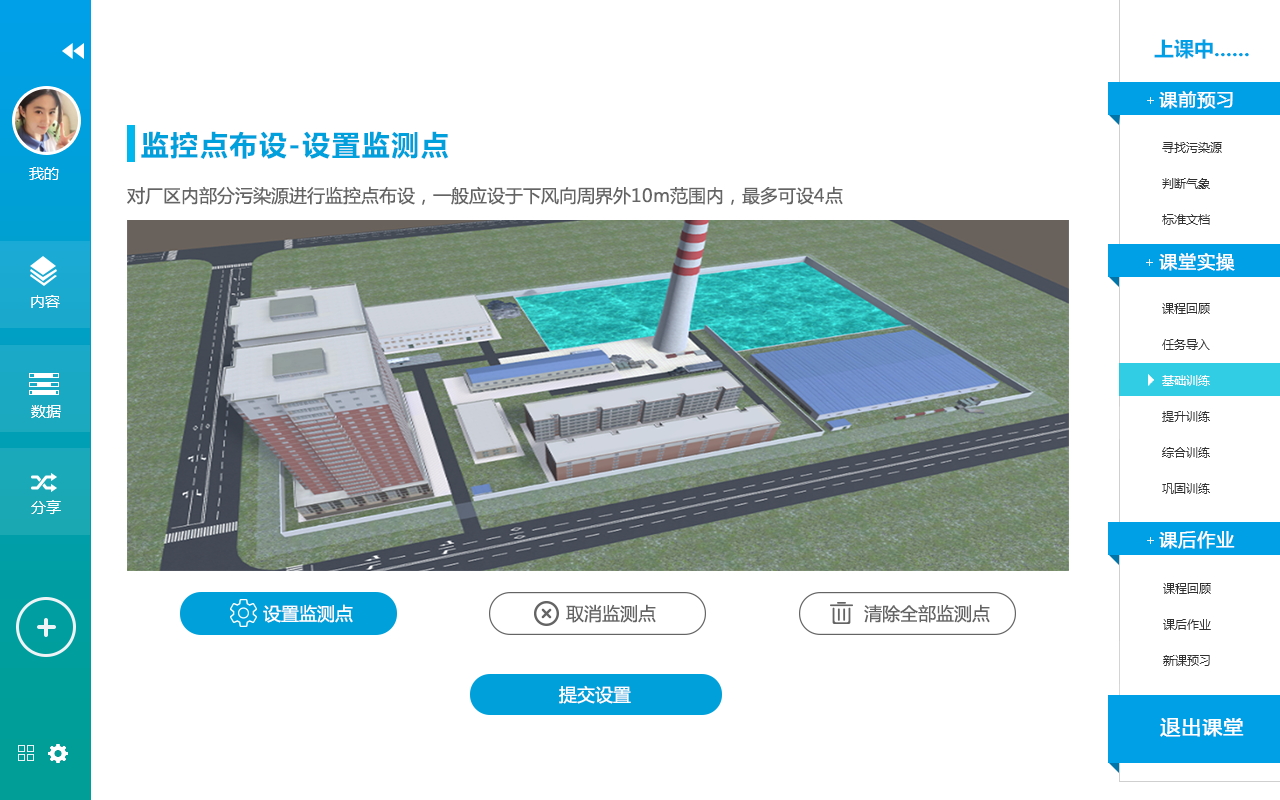 我的
内容
数据
分享
监控点布设-设置监测点
对厂区内部分污染源进行监控点布设，一般应设于下风向周界外10m范围内，最多可设4点
设置监测点
取消监测点
清除全部监测点
提交设置
上课中......
+ 课前预习
寻找污染源
判断气象
标准文档
+ 课堂实操
课程回顾
任务导入
基础训练
提升训练
综合训练
巩固训练
+ 课后作业
课程回顾
课后作业
新课预习
退出课堂